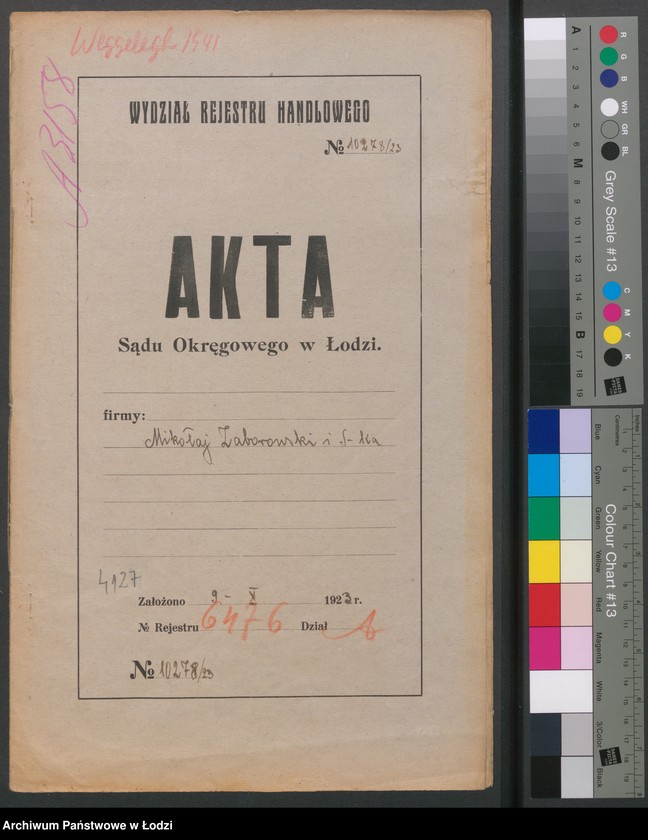 Weggelegt 1941
WYDZIAŁ REJESTRU HANDLOWEGO
№ 10278/23
AKTA
Sądu Okręgowego w Łodzi.
firmy:
Mikołaj Zaborowski i S-ka
4127
Założono 9 - X 1923 r.
№ Rejestru 6476 Dział A
№ 10278/23
R G B WH GR BL
Grey Scale #13
C M Y K
A 1 2 3 4 5 6 M 8 9 10 11 12 13 14 15 B 17 18 19
Colour Chart #13
Blue Cyan Green Yellow Red Magenta White 3/Color Black
Centimetres Inches
Archiwum Państwowe w Łodzi